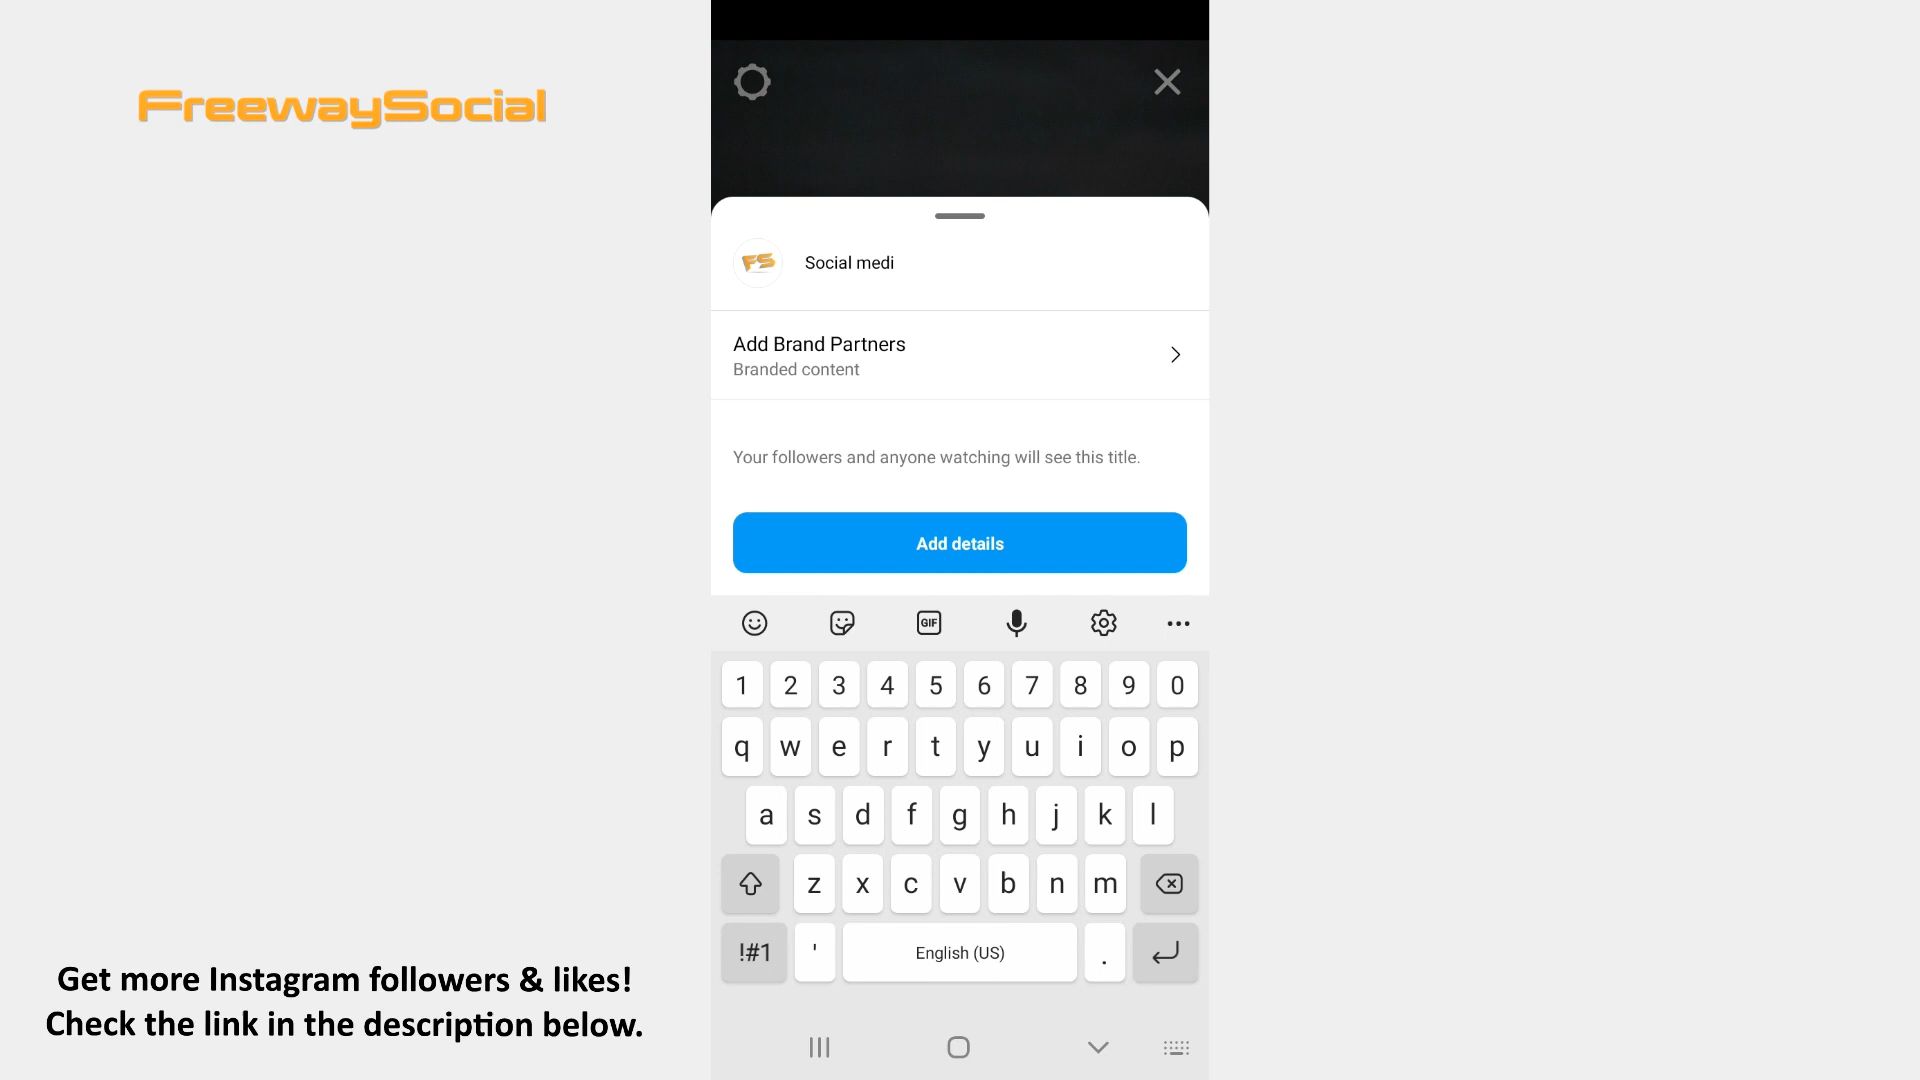 FreewaySocial
FS
Social medi
Add Brand Partners
Branded content
Your followers and anyone watching will see this title.
Add details
GIF
1 2 3 4 5 6 7 8 9 0
q w e r t y u i o p
a s d f g h j k l
z x c v b n m
!#1 ' English (US) .
Get more Instagram followers & likes!
Check the link in the description below.